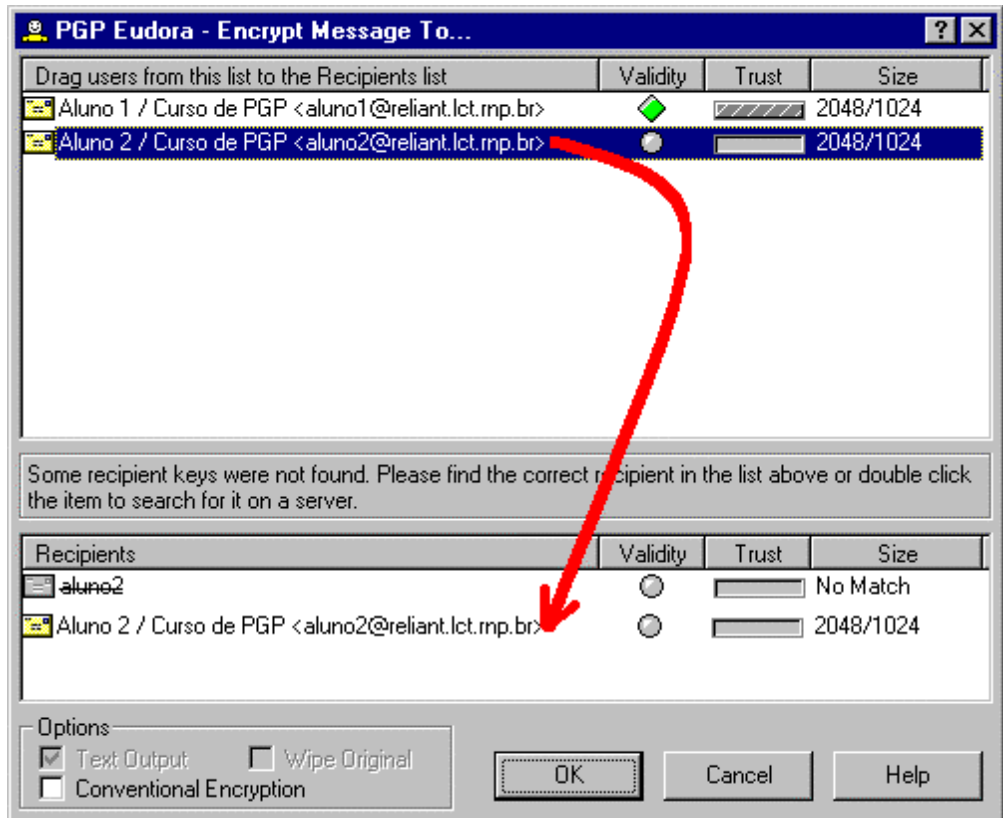 PGP Eudora - Encrypt Message To...
Drag users from this list to the Recipients list Validity Trust Size
Aluno 1 / Curso de PGP <aluno1@reliant.lct.rnp.br> 2048/1024
Aluno 2 / Curso de PGP <aluno2@reliant.lct.rnp.br> 2048/1024
Some recipient keys were not found. Please find the correct recipient in the list above or double click
the item to search for it on a server.
Recipients Validity Trust Size
aluno2 No Match
Aluno 2 / Curso de PGP <aluno2@reliant.lct.rnp.br> 2048/1024
Options
Text Output Wipe Original
Conventional Encryption
OK Cancel Help